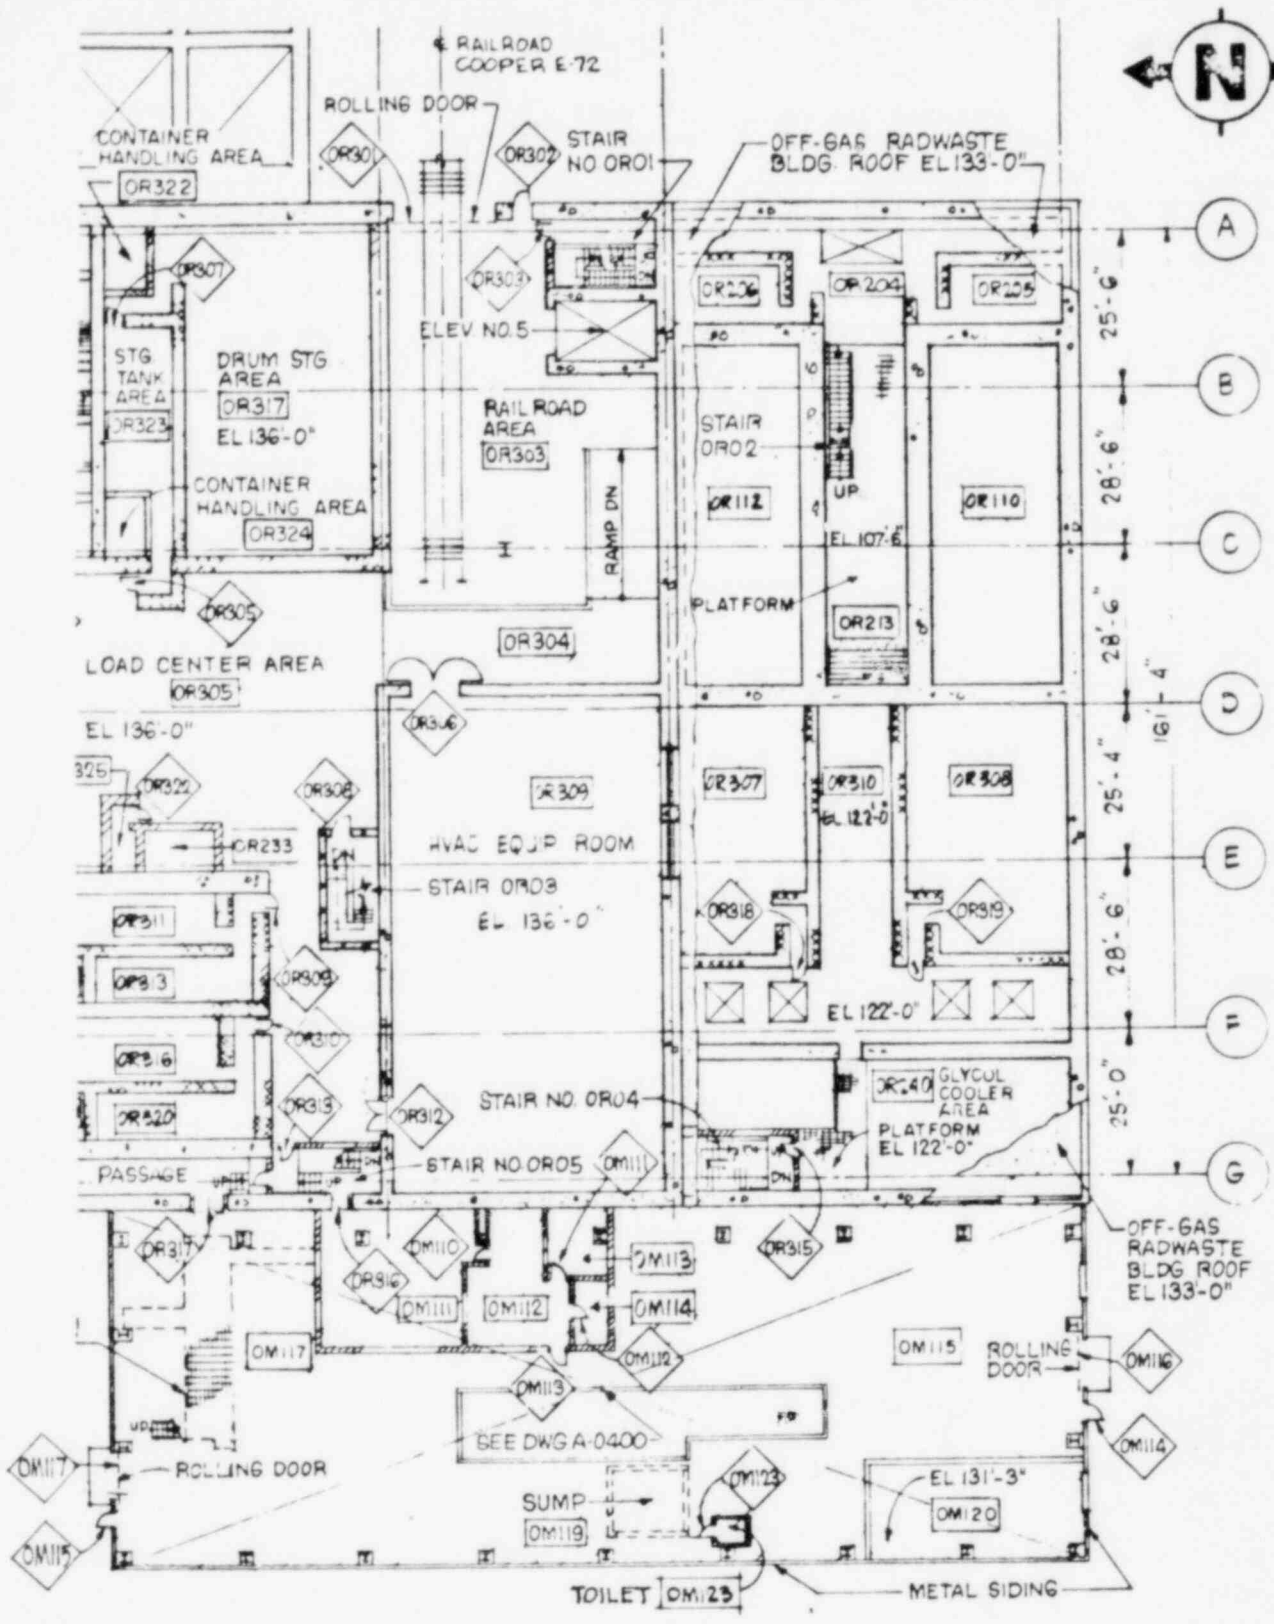 RAILROAD
COOPER E-72
N
ROLLING DOOR
CONTAINER
HANDLING AREA
OR322
OR301
OR302
STAIR
NO OR01
OFF-GAS RADWASTE
BLDG. ROOF EL 133'-0"
A
OR307
OR303
OR206
OR204
OR205
25'-6"
ELEV NO. 5
STG
TANK
AREA
OR323
DRUM STG
AREA
OR317
EL 136'-0"
B
RAILROAD
AREA
OR303
STAIR
OR02
UP
28'-6"
CONTAINER
HANDLING AREA
OR324
RAMP DN
OR112
OR110
EL 107'-6
C
H
OR305
PLATFORM
OR213
28'-6"
OR304
LOAD CENTER AREA
OR305
EL 136'-0"
OR306
D
161'-4"
325
OR322
OR308
OR309
OR307
OR310
EL 122'-0"
OR308
25'-4"
OR233
HVAC EQUIP ROOM
E
STAIR OR03
EL 136'-0"
OR311
OR318
OR319
28'-6"
OR313
OR309
EL 122'-0"
F
OR310
OR316
OR313
OR320
OR312
STAIR NO. OR04
OR240
GLYCOL
COOLER
AREA
PLATFORM
EL 122'-0"
25'-0"
PASSAGE
UP
UP
DN
STAIR NO OR05
OM111
DN
G
OR317
OR316
OM110
OM113
OR315
OFF-GAS
RADWASTE
BLDG ROOF
EL 133'-0"
OM111
OM112
OM114
OM117
OM112
OM115
ROLLING
DOOR
OM116
OM113
UP
SEE DWG A-0400
OM114
OM117
ROLLING DOOR
OM123
EL 131'-3"
SUMP
OM119
OM120
OM115
TOILET OM123
METAL SIDING